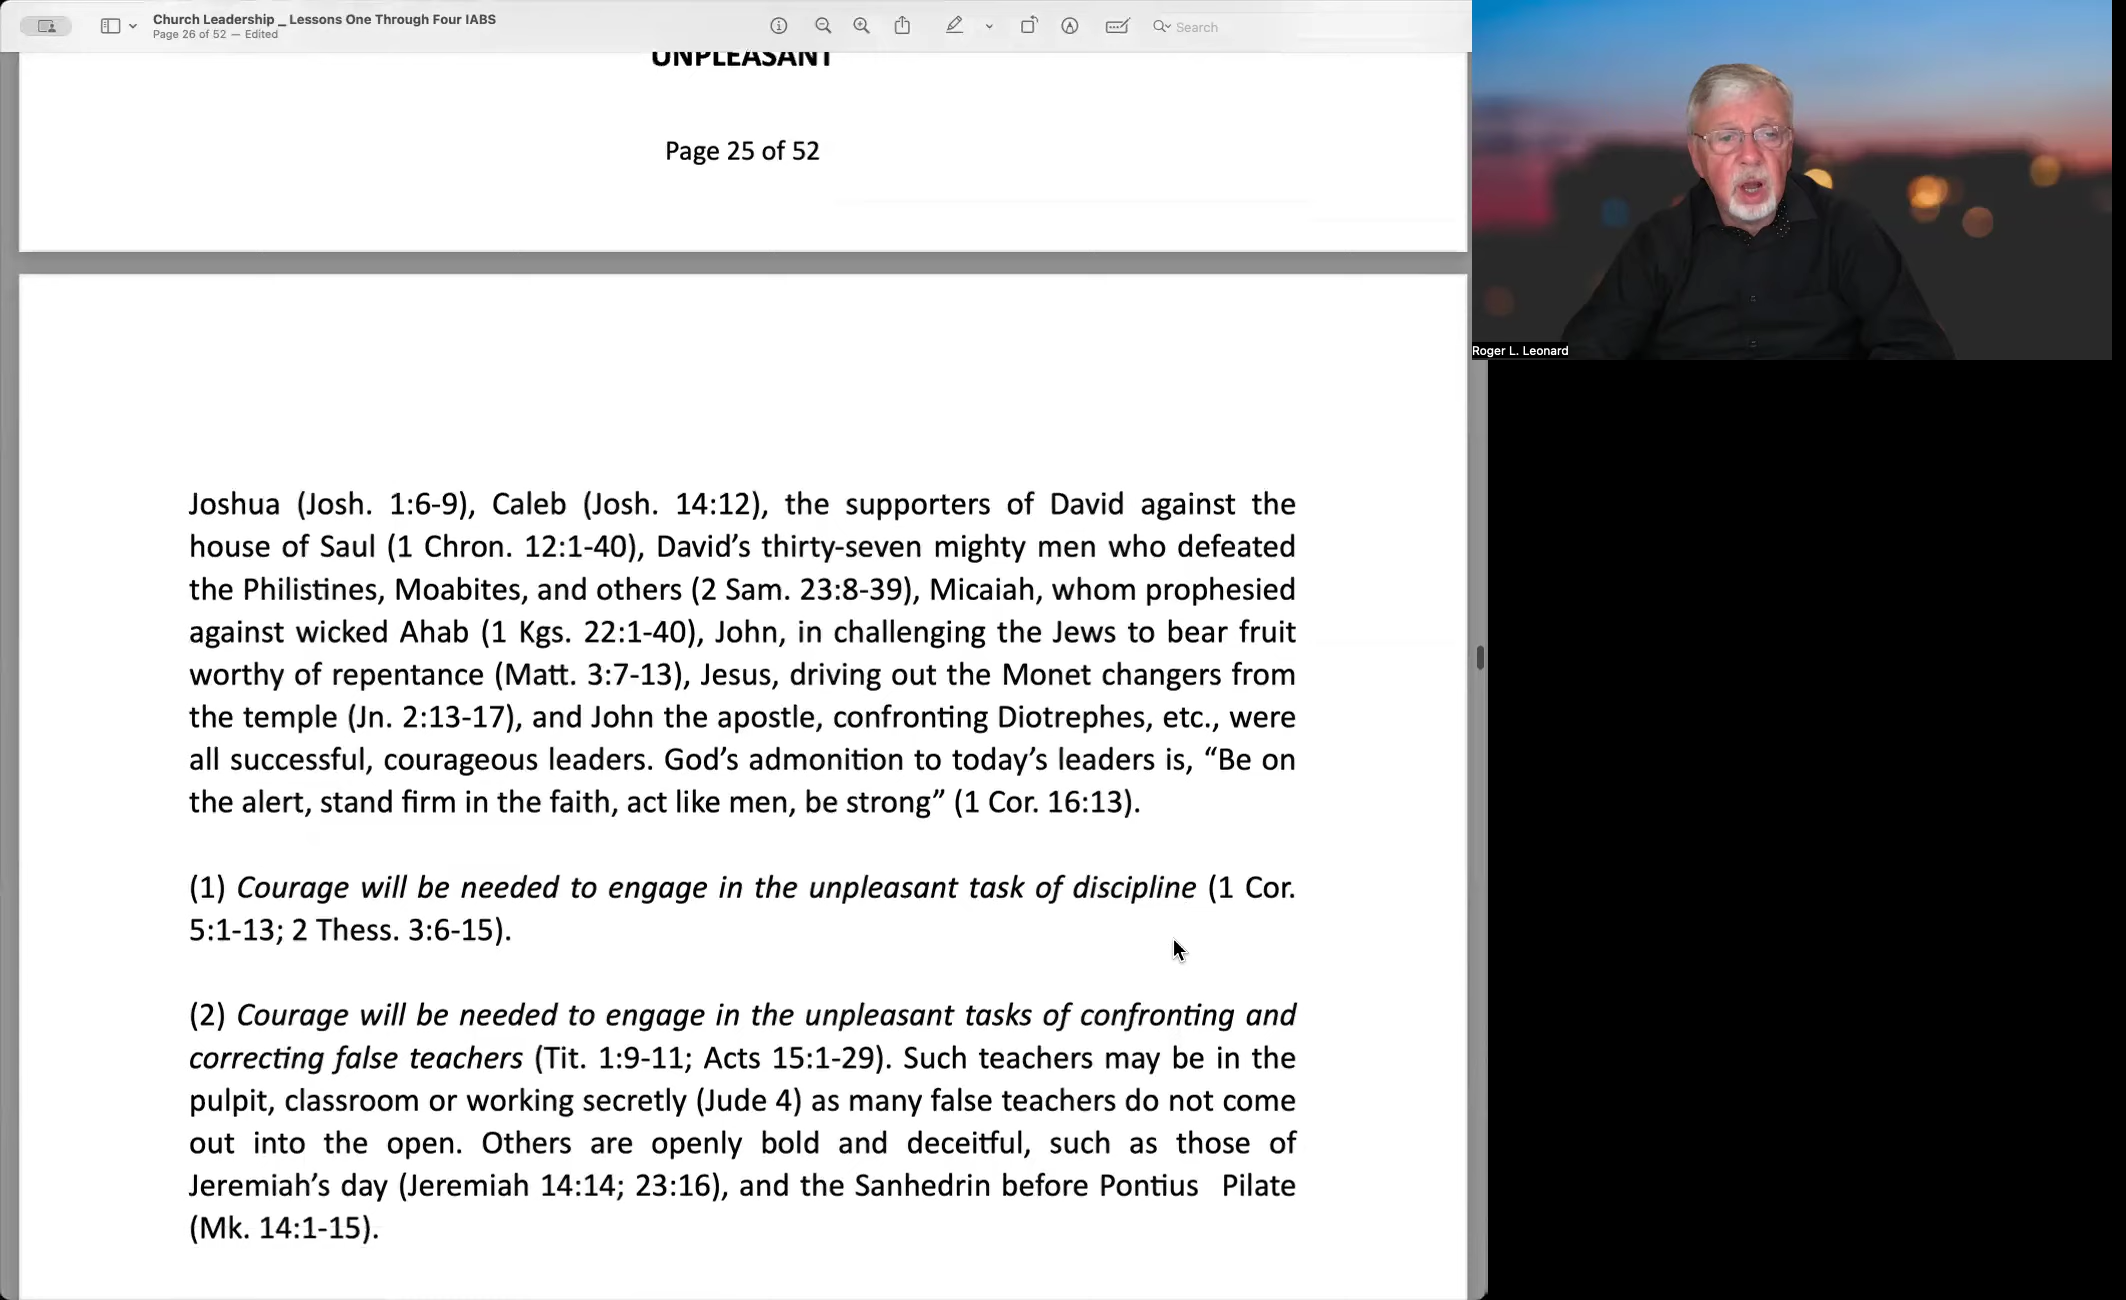 Church Leadership _ Lessons One Through Four IABS
Page 26 of 52 — Edited
Search
UNPLEASANT
Page 25 of 52
Joshua (Josh. 1:6-9), Caleb (Josh. 14:12), the supporters of David against the
house of Saul (1 Chron. 12:1-40), David’s thirty-seven mighty men who defeated
the Philistines, Moabites, and others (2 Sam. 23:8-39), Micaiah, whom prophesied
against wicked Ahab (1 Kgs. 22:1-40), John, in challenging the Jews to bear fruit
worthy of repentance (Matt. 3:7-13), Jesus, driving out the Monet changers from
the temple (Jn. 2:13-17), and John the apostle, confronting Diotrephes, etc., were
all successful, courageous leaders. God’s admonition to today’s leaders is, “Be on
the alert, stand firm in the faith, act like men, be strong” (1 Cor. 16:13).
(1) Courage will be needed to engage in the unpleasant task of discipline (1 Cor.
5:1-13; 2 Thess. 3:6-15).
(2) Courage will be needed to engage in the unpleasant tasks of confronting and
correcting false teachers (Tit. 1:9-11; Acts 15:1-29). Such teachers may be in the
pulpit, classroom or working secretly (Jude 4) as many false teachers do not come
out into the open. Others are openly bold and deceitful, such as those of
Jeremiah’s day (Jeremiah 14:14; 23:16), and the Sanhedrin before Pontius Pilate
(Mk. 14:1-15).
Roger L. Leonard